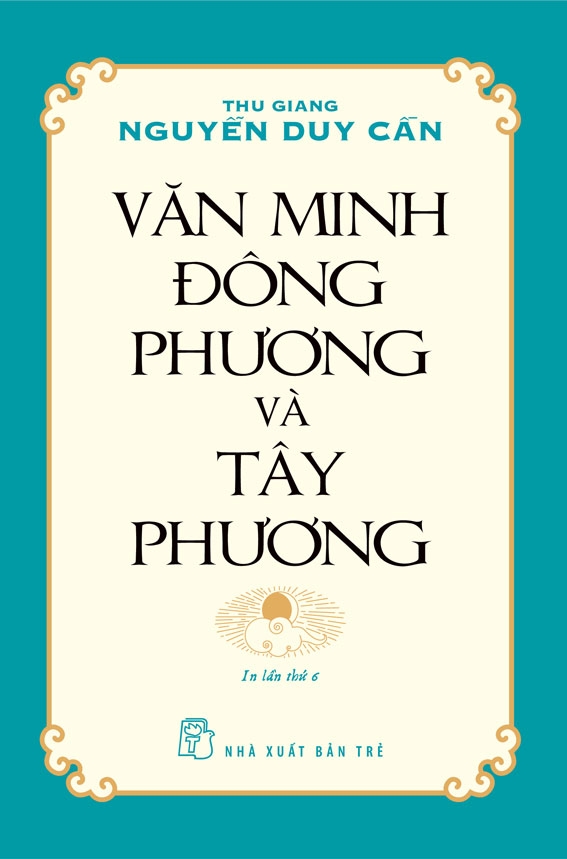 THU GIANG
NGUYỄN DUY CẦN
VĂN MINH
ĐÔNG
PHƯƠNG
VÀ
TÂY
PHƯƠNG
In lần thứ 6
T
NHÀ XUẤT BẢN TRẺ